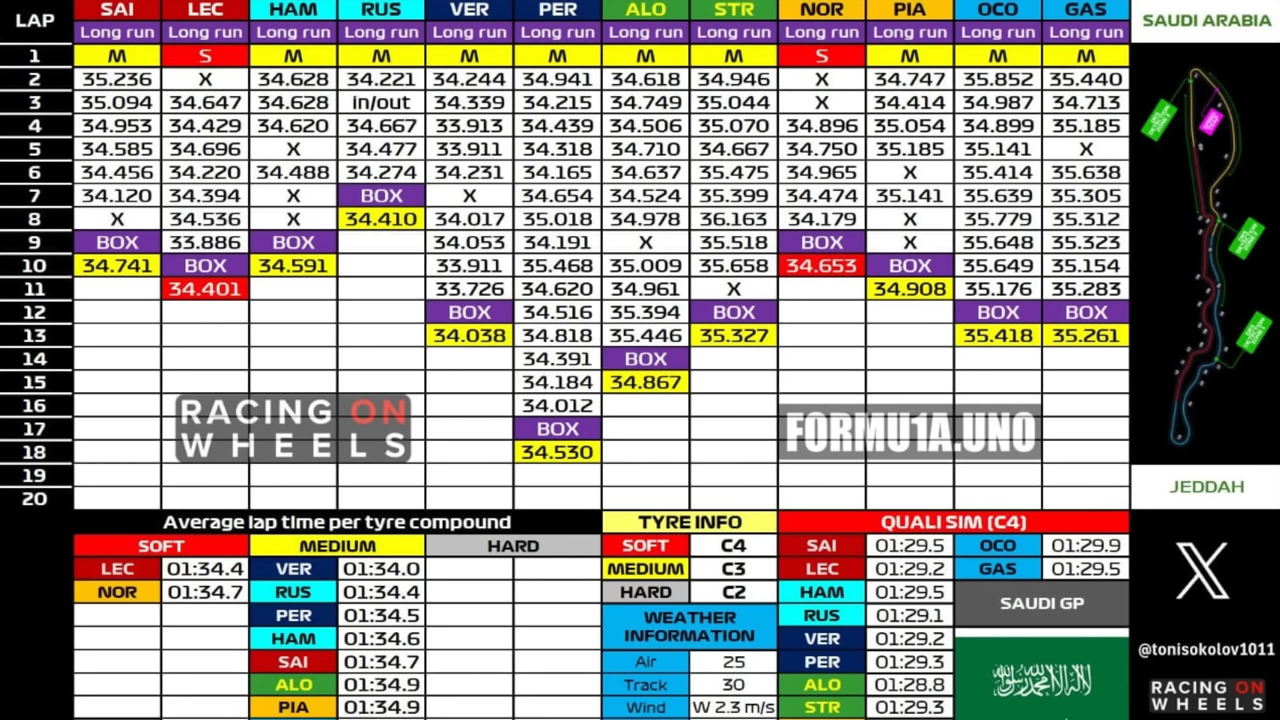 LAP SAI LEC HAM RUS VER PER ALO STR NOR PIA OCO GAS SAUDI ARABIA
Long run Long run Long run Long run Long run Long run Long run Long run Long run Long run Long run Long run
1 M S M M M M M M S M M M
2 35.236 X 34.628 34.221 34.244 34.941 34.618 34.946 X 34.747 35.852 35.440
3 35.094 34.647 34.628 in/out 34.339 34.215 34.749 35.044 X 34.414 34.987 34.713
4 34.953 34.429 34.620 34.667 33.913 34.439 34.506 35.070 34.896 35.054 34.899 35.185
5 34.585 34.696 X 34.477 33.911 34.318 34.710 34.667 34.750 35.185 35.141 X
6 34.456 34.220 34.488 34.274 34.231 34.165 34.637 35.475 34.965 X 35.414 35.638
7 34.120 34.394 X BOX X 34.654 34.524 35.399 34.474 35.141 35.639 35.305
8 X 34.536 X 34.410 34.017 35.018 34.978 36.163 34.179 X 35.779 35.312
9 BOX 33.886 BOX 34.053 34.191 X 35.518 BOX X 35.648 35.323
10 34.741 BOX 34.591 33.911 35.468 35.009 35.658 34.653 BOX 35.649 35.154
11 34.401 33.726 34.620 34.961 X 34.908 35.176 35.283
12 BOX 34.516 35.394 BOX BOX BOX
13 34.038 34.818 35.446 35.327 35.418 35.261
14 34.391 BOX
15 34.184 34.867
16 34.012
17 BOX
18 34.530
19
20
RACING ON
WHEELS
FORMU1A.UNO
JEDDAH
Average lap time per tyre compound TYRE INFO QUALI SIM (C4)
SOFT MEDIUM HARD SOFT C4 SAI 01:29.5 OCO 01:29.9
LEC 01:34.4 VER 01:34.0 MEDIUM C3 LEC 01:29.2 GAS 01:29.5
NOR 01:34.7 RUS 01:34.4 HARD C2 HAM 01:29.5 SAUDI GP
PER 01:34.5 WEATHER RUS 01:29.1
HAM 01:34.6 INFORMATION VER 01:29.2
SAI 01:34.7 Air 25 PER 01:29.3
ALO 01:34.9 Track 30 ALO 01:28.8
PIA 01:34.9 Wind W 2.3 m/s STR 01:29.3
@tonisokolov1011
RACING ON
WHEELS